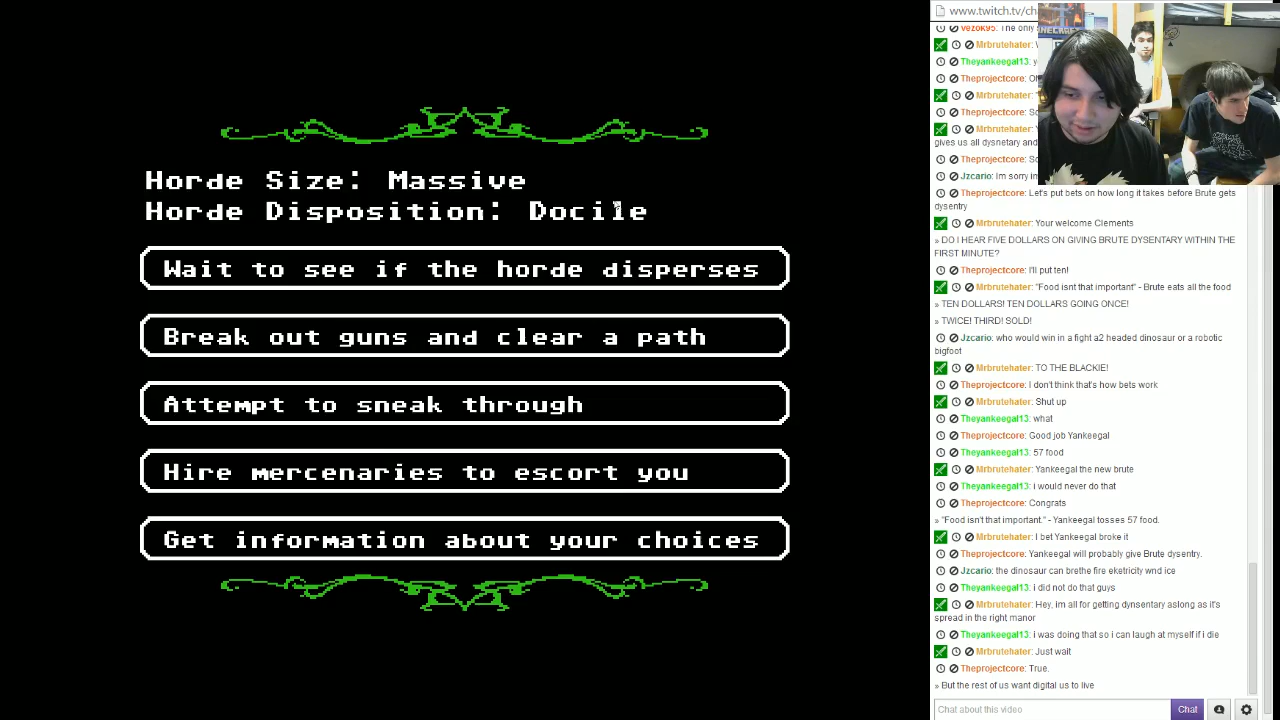 Horde Size: Massive
Horde Disposition: Docile
Wait to see if the horde disperses
Break out guns and clear a path
Attempt to sneak through
Hire mercenaries to escort you
Get information about your choices
www.twitch.tv/ch
Vezok95: The only
Mrbrutehater:
Theyankeegal13: y
Theprojectcore:
Mrbrutehater:
Theprojectcore:
Mrbrutehater:
gives us all dysnetary and
Theprojectcore:
Jzcario: Im sorry im
Theprojectcore: Let's put bets on how long it takes before Brute gets
dysentry
Mrbrutehater: Your welcome Clements
» DO I HEAR FIVE DOLLARS ON GIVING BRUTE DYSENTARY WITHIN THE
FIRST MINUTE?
Theprojectcore: I'll put ten!
Mrbrutehater: "Food isnt that important" - Brute eats all the food
» TEN DOLLARS! TEN DOLLARS GOING ONCE!
» TWICE! THIRD! SOLD!
Jzcario: who would win in a fight a2 headed dinosaur or a robotic
bigfoot
Mrbrutehater: TO THE BLACKIE!
Theprojectcore: I don't think that's how bets work
Mrbrutehater: Shut up
Theyankeegal13: what
Theprojectcore: Good job Yankeegal
Theyankeegal13: 57 food
Mrbrutehater: Yankeegal the new brute
Theyankeegal13: i would never do that
Theprojectcore: Congrats
» "Food isn't that important." - Yankeegal tosses 57 food.
Mrbrutehater: I bet Yankeegal broke it
Theprojectcore: Yankeegal will probably give Brute dysentry.
Jzcario: the dinosaur can brethe fire eketricity wnd ice
Theyankeegal13: i did not do that guys
Mrbrutehater: Hey, im all for getting dynsentary aslong as it's
spread in the right manor
Theyankeegal13: i was doing that so i can laugh at myself if i die
Mrbrutehater: Just wait
Theprojectcore: True.
» But the rest of us want digital us to live
Chat about this video
Chat